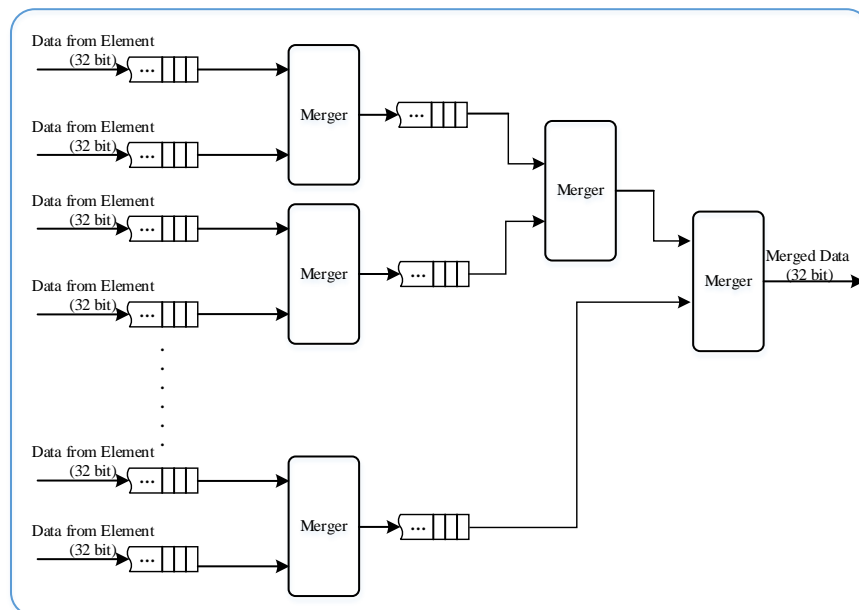 Data from Element
(32 bit)
...
Merger
...
Data from Element
(32 bit)
...
Data from Element
(32 bit)
...
Merger
Merger
Merged Data
(32 bit)
Merger
...
Data from Element
(32 bit)
...
Data from Element
(32 bit)
...
Merger
...
Data from Element
(32 bit)
...